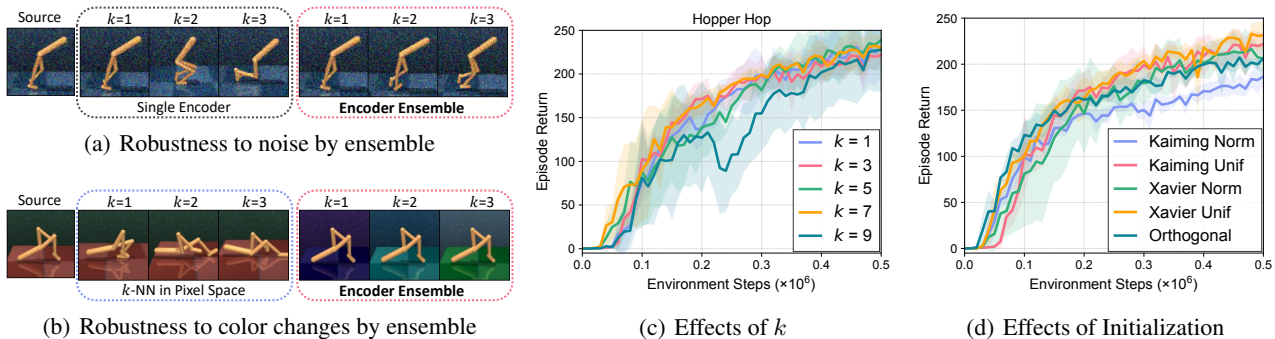 Source
k=1
k=2
k=3
k=1
k=2
k=3
Single Encoder
Encoder Ensemble
(a) Robustness to noise by ensemble
Source
k=1
k=2
k=3
k=1
k=2
k=3
k-NN in Pixel Space
Encoder Ensemble
(b) Robustness to color changes by ensemble
Hopper Hop
Episode Return
250
200
150
100
50
0
k = 1
k = 3
k = 5
k = 7
k = 9
0.0 0.1 0.2 0.3 0.4 0.5
Environment Steps (×10⁶)
(c) Effects of k
Episode Return
250
200
150
100
50
0
Kaiming Norm
Kaiming Unif
Xavier Norm
Xavier Unif
Orthogonal
0.0 0.1 0.2 0.3 0.4 0.5
Environment Steps (×10⁶)
(d) Effects of Initialization